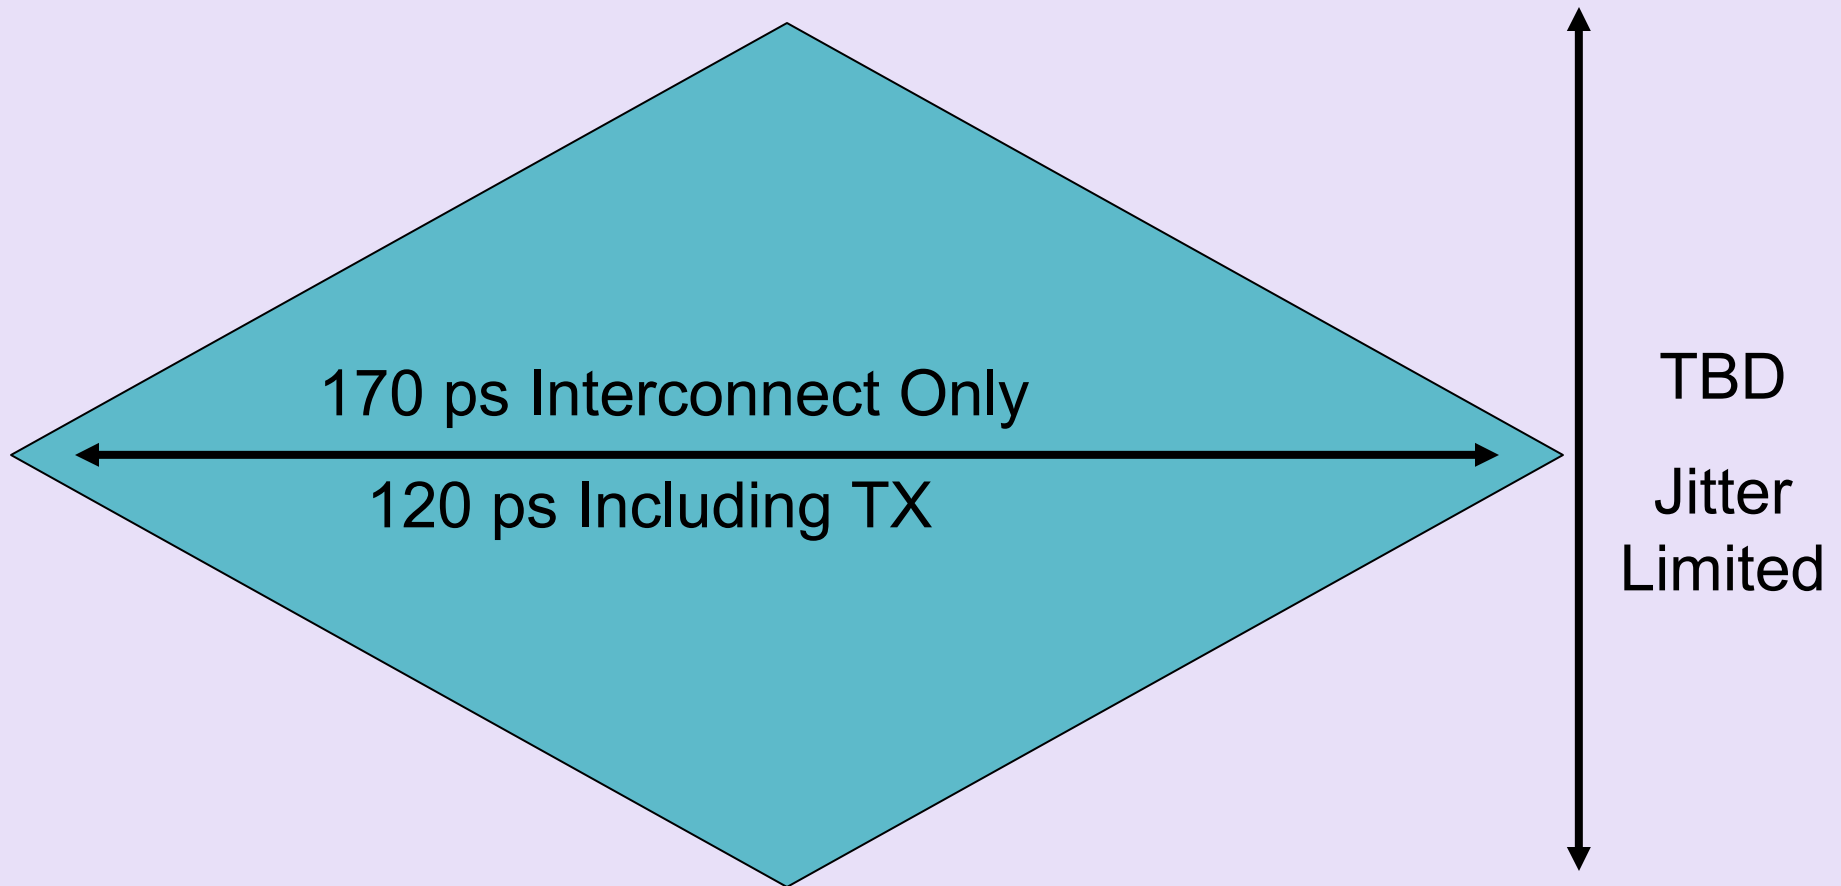 170 ps Interconnect Only
120 ps Including TX
TBD
Jitter
Limited